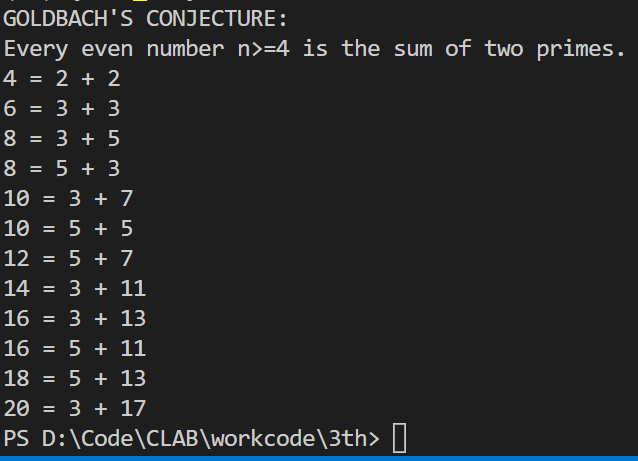 GOLDBACH'S CONJECTURE:
Every even number n>=4 is the sum of two primes.
4 = 2 + 2
6 = 3 + 3
8 = 3 + 5
8 = 5 + 3
10 = 3 + 7
10 = 5 + 5
12 = 5 + 7
14 = 3 + 11
16 = 3 + 13
16 = 5 + 11
18 = 5 + 13
20 = 3 + 17
PS D:\Code\CLAB\workcode\3th>